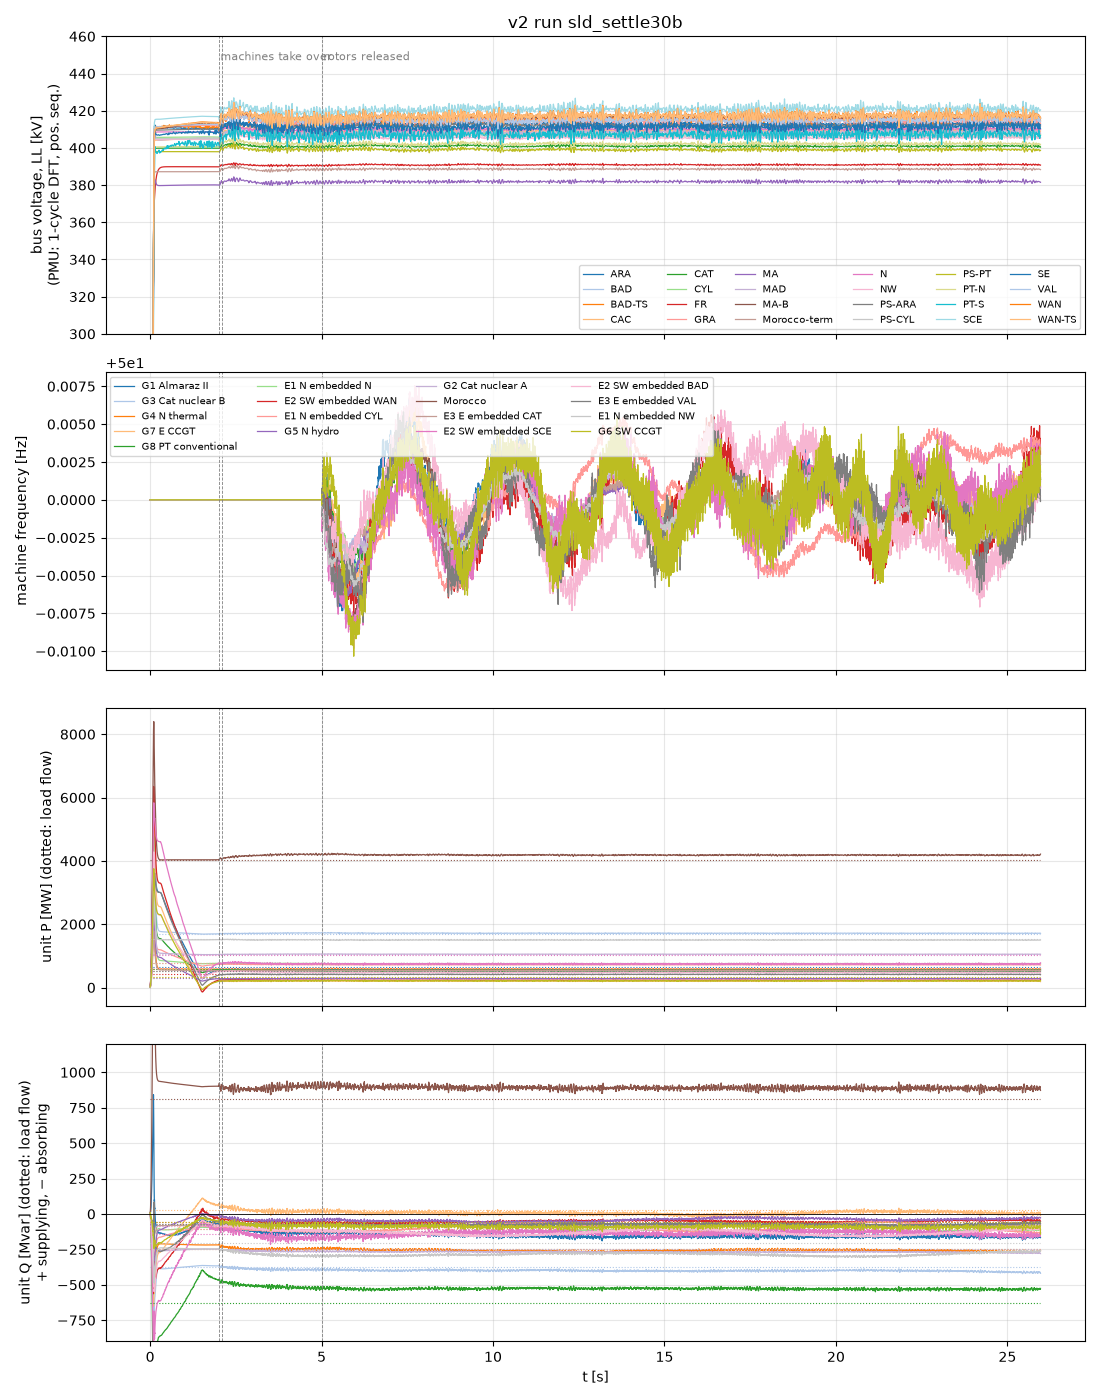 v2 run sld_settle30b
460
440
420
400
380
360
340
320
300
bus voltage, LL [kV]
(PMU: 1-cycle DFT, pos. seq.)
machines take over
rotors released
ARA
BAD
BAD-TS
CAC
CAT
CYL
FR
GRA
MA
MAD
MA-B
Morocco-term
N
NW
PS-ARA
PS-CYL
PS-PT
PT-N
PT-S
SCE
SE
VAL
WAN
WAN-TS
+5e1
0.0075
0.0050
0.0025
0.0000
−0.0025
−0.0050
−0.0075
−0.0100
machine frequency [Hz]
G1 Almaraz II
G3 Cat nuclear B
G4 N thermal
G7 E CCGT
G8 PT conventional
E1 N embedded N
E2 SW embedded WAN
E1 N embedded CYL
G5 N hydro
G2 Cat nuclear A
Morocco
E3 E embedded CAT
E2 SW embedded SCE
E2 SW embedded BAD
E3 E embedded VAL
E1 N embedded NW
G6 SW CCGT
8000
6000
4000
2000
0
unit P [MW] (dotted: load flow)
1000
750
500
250
0
−250
−500
−750
unit Q [Mvar] (dotted: load flow)
+ supplying, − absorbing
0
5
10
15
20
25
t [s]